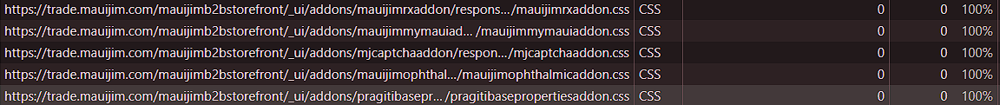 https://trade.mauijim.com/mauijimb2bstorefront/_ui/addons/mauijimrxaddon/respons…/mauijimrxaddon.css CSS 0 0 100%
https://trade.mauijim.com/mauijimb2bstorefront/_ui/addons/mauijimmymauiad… /mauijimmymauiaddon.css CSS 0 0 100%
https://trade.mauijim.com/mauijimb2bstorefront/_ui/addons/mjcaptchaaddon/respon…/mjcaptchaaddon.css CSS 0 0 100%
https://trade.mauijim.com/mauijimb2bstorefront/_ui/addons/mauijimophthal…/mauijimophthalmicaddon.css CSS 0 0 100%
https://trade.mauijim.com/mauijimb2bstorefront/_ui/addons/pragitibasepr… /pragitibasepropertiesaddon.css CSS 0 0 100%